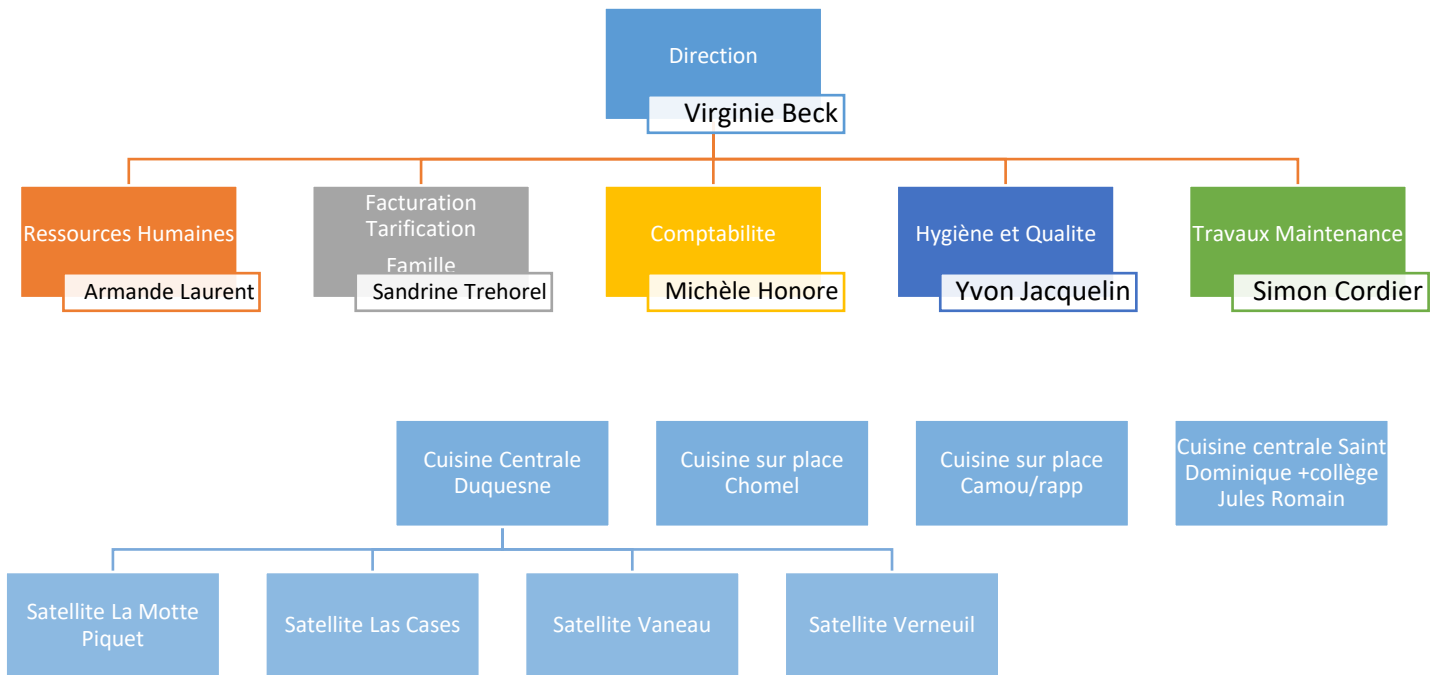 Direction
Virginie Beck
Ressources Humaines
Armande Laurent
Facturation
Tarification
Famille
Sandrine Trehorel
Comptabilite
Michèle Honore
Hygiène et Qualite
Yvon Jacquelin
Travaux Maintenance
Simon Cordier
Cuisine Centrale
Duquesne
Cuisine sur place
Chomel
Cuisine sur place
Camou/rapp
Cuisine centrale Saint
Dominique +collège
Jules Romain
Satellite La Motte
Piquet
Satellite Las Cases
Satellite Vaneau
Satellite Verneuil